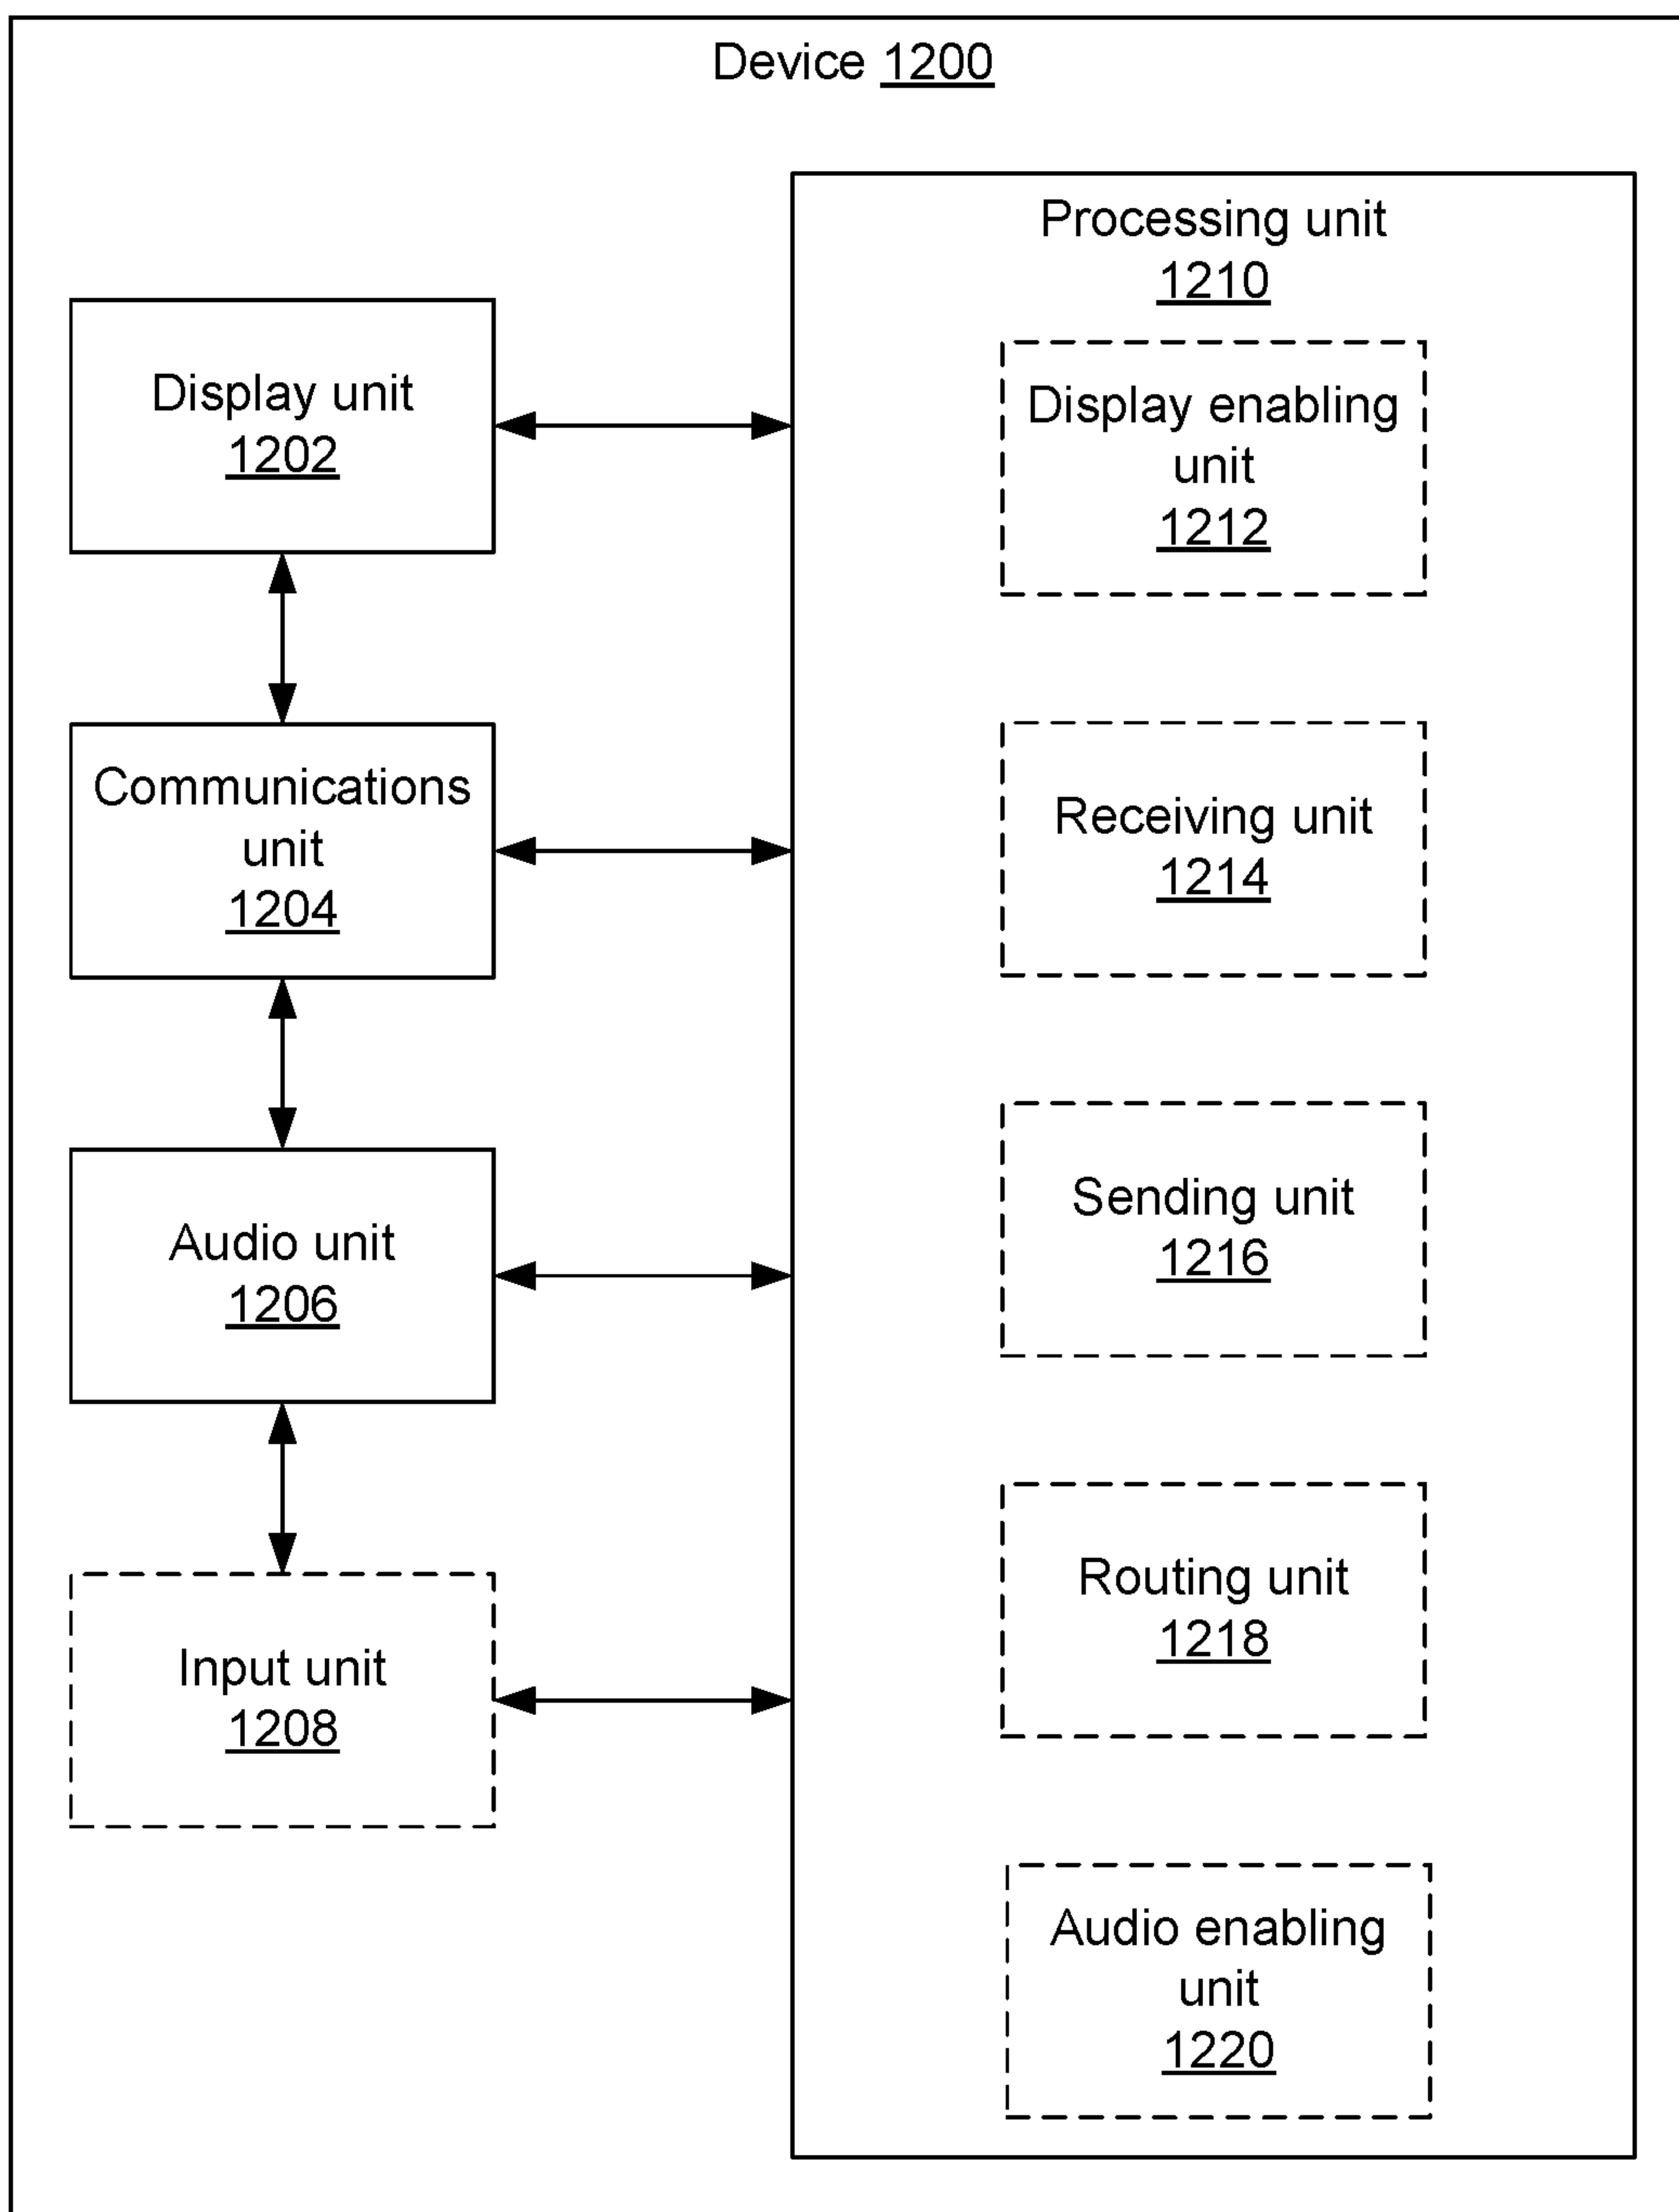 Device 1200
Processing unit
1210
Display unit
1202
Display enabling
unit
1212
Communications
unit
1204
Receiving unit
1214
Audio unit
1206
Sending unit
1216
Input unit
1208
Routing unit
1218
Audio enabling
unit
1220